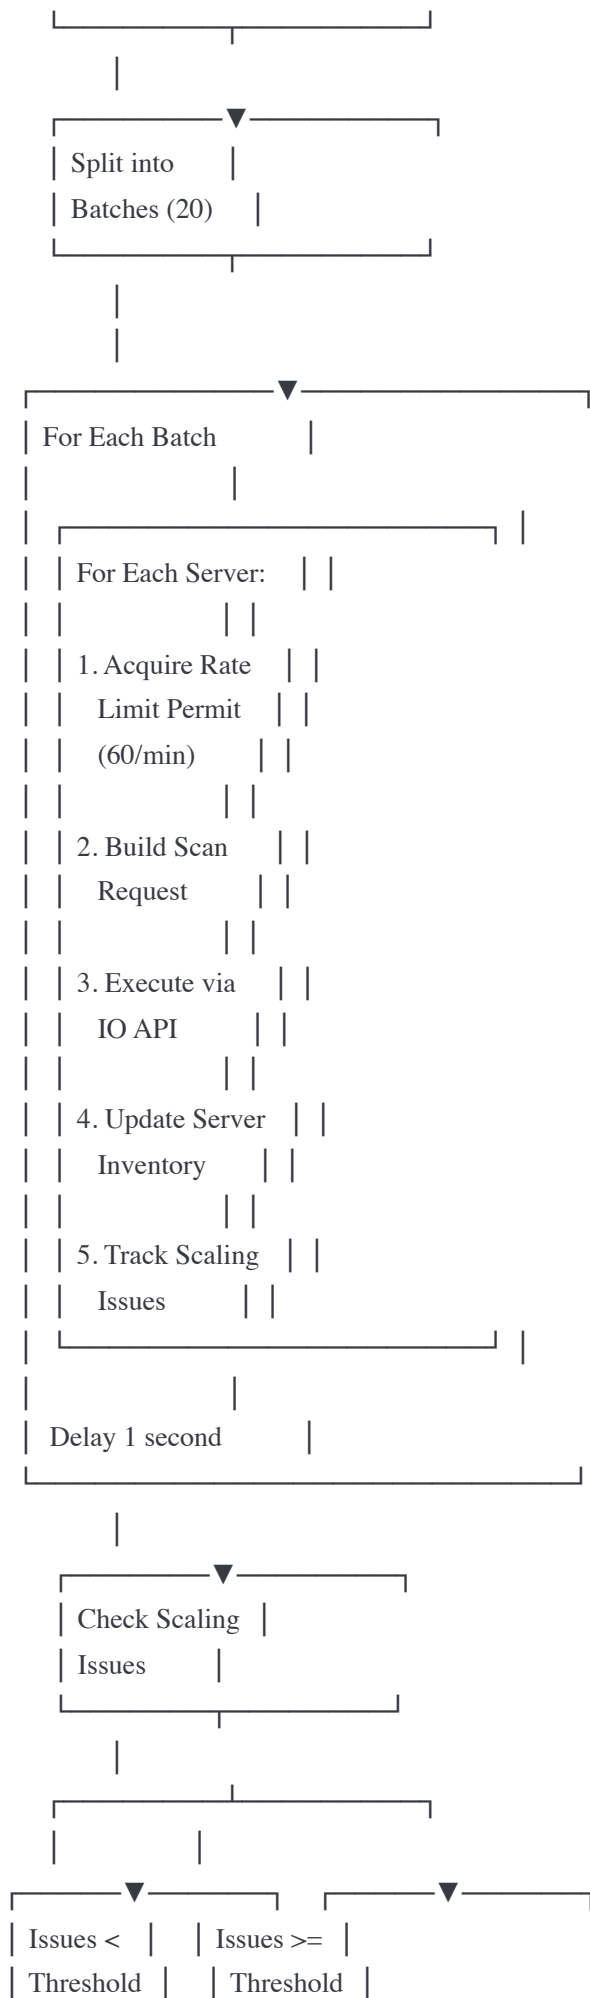 Split into
Batches (20)
For Each Batch
For Each Server:
1. Acquire Rate
Limit Permit
(60/min)
2. Build Scan
Request
3. Execute via
IO API
4. Update Server
Inventory
5. Track Scaling
Issues
Delay 1 second
Check Scaling
Issues
Issues < Issues >=
Threshold Threshold